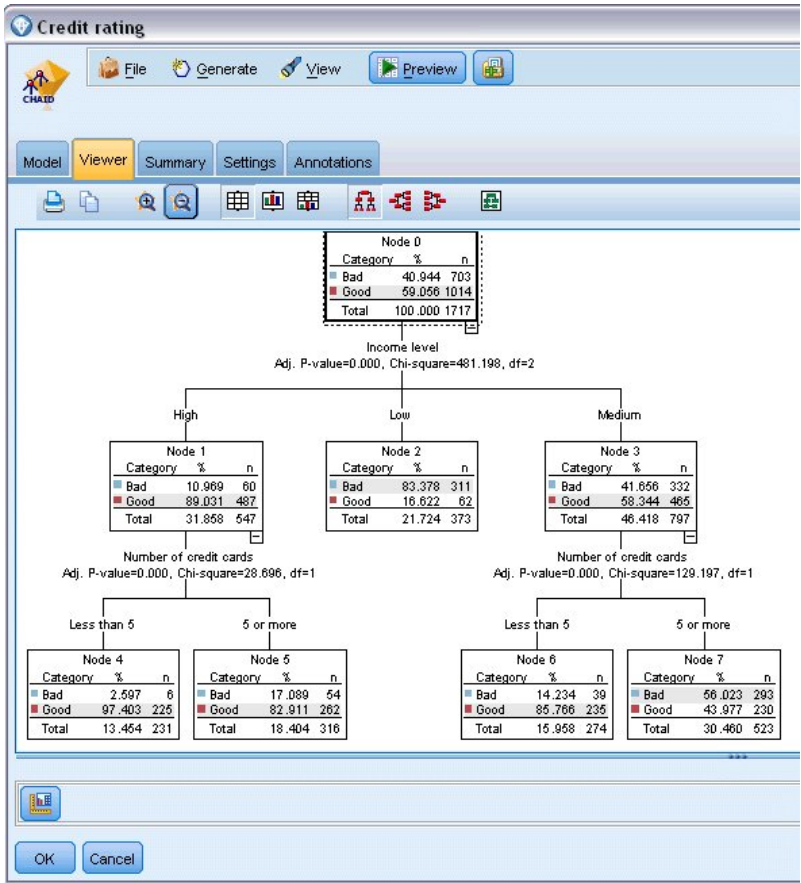 Credit rating
CHAID
File Generate View Preview
Model Viewer Summary Settings Annotations
Node 0
Category % n
Bad 40.944 703
Good 59.056 1014
Total 100.000 1717
Income level
Adj. P-value=0.000, Chi-square=481.198, df=2
High Low Medium
Node 1
Category % n
Bad 10.969 60
Good 89.031 487
Total 31.858 547
Node 2
Category % n
Bad 83.378 311
Good 16.622 62
Total 21.724 373
Node 3
Category % n
Bad 41.656 332
Good 58.344 465
Total 46.418 797
Number of credit cards
Adj. P-value=0.000, Chi-square=28.696, df=1
Number of credit cards
Adj. P-value=0.000, Chi-square=129.197, df=1
Less than 5 5 or more
Less than 5 5 or more
Node 4
Category % n
Bad 2.597 6
Good 97.403 225
Total 13.454 231
Node 5
Category % n
Bad 17.089 54
Good 82.911 262
Total 18.404 316
Node 6
Category % n
Bad 14.234 39
Good 85.766 235
Total 15.958 274
Node 7
Category % n
Bad 56.023 293
Good 43.977 230
Total 30.460 523
OK Cancel